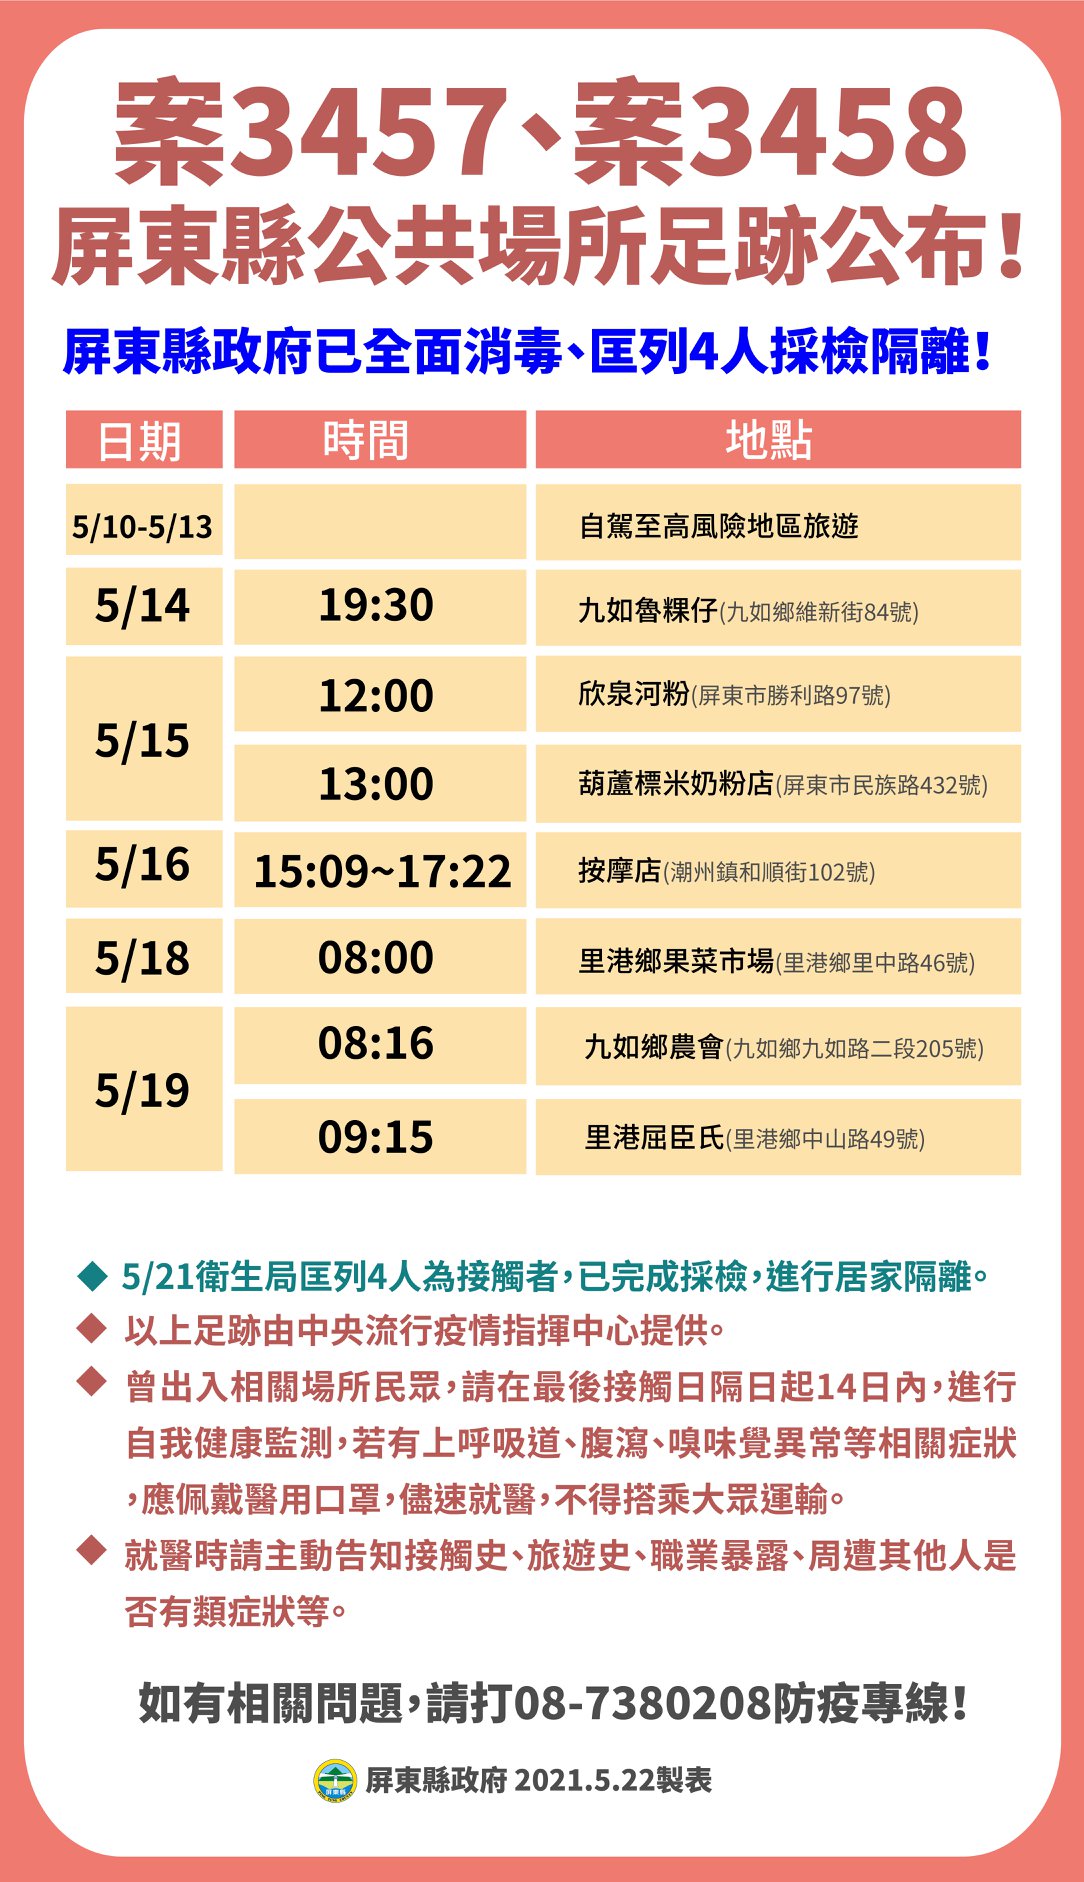 案3457、案3458
屏東縣公共場所足跡公布!
屏東縣政府已全面消毒、匡列4人採檢隔離!
日期 時間 地點
5/10-5/13 自駕至高風險地區旅遊
5/14 19:30 九如魯粿仔(九如鄉維新街84號)
5/15 12:00 欣泉河粉(屏東市勝利路97號)
13:00 葫蘆標米奶粉店(屏東市民族路432號)
5/16 15:09~17:22 按摩店(潮州鎮和順街102號)
5/18 08:00 里港鄉果菜市場(里港鄉里中路46號)
5/19 08:16 九如鄉農會(九如鄉九如路二段205號)
09:15 里港屈臣氏(里港鄉中山路49號)
◆ 5/21衛生局匡列4人為接觸者,已完成採檢,進行居家隔離。
◆ 以上足跡由中央流行疫情指揮中心提供。
◆ 曾出入相關場所民眾,請在最後接觸日隔日起14日內,進行
自我健康監測,若有上呼吸道、腹瀉、嗅味覺異常等相關症狀
,應佩戴醫用口罩,儘速就醫,不得搭乘大眾運輸。
◆ 就醫時請主動告知接觸史、旅遊史、職業暴露、周遭其他人是
否有類症狀等。
如有相關問題,請打08-7380208防疫專線!
屏東縣政府 2021.5.22製表